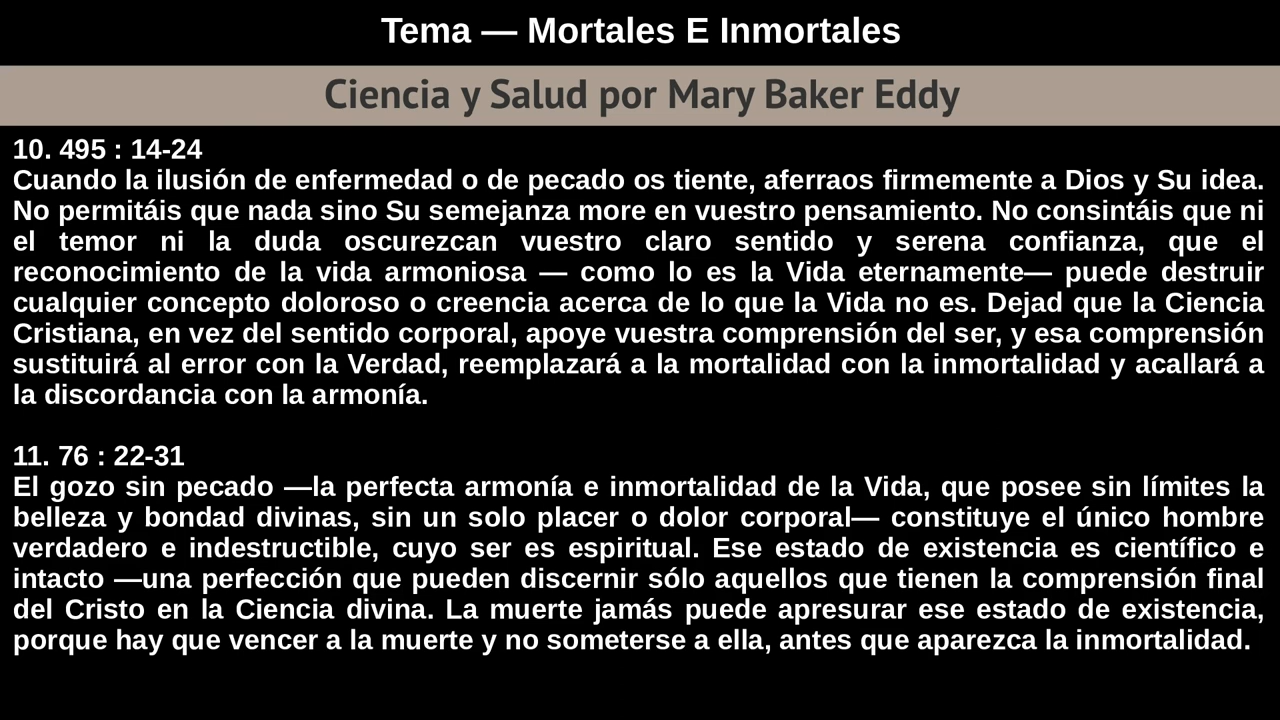 Tema — Mortales E Inmortales
Ciencia y Salud por Mary Baker Eddy
10. 495 : 14-24
Cuando la ilusión de enfermedad o de pecado os tiente, aferraos firmemente a Dios y Su idea.
No permitáis que nada sino Su semejanza more en vuestro pensamiento. No consintáis que ni
el temor ni la duda oscurezcan vuestro claro sentido y serena confianza, que el
reconocimiento de la vida armoniosa — como lo es la Vida eternamente— puede destruir
cualquier concepto doloroso o creencia acerca de lo que la Vida no es. Dejad que la Ciencia
Cristiana, en vez del sentido corporal, apoye vuestra comprensión del ser, y esa comprensión
sustituirá al error con la Verdad, reemplazará a la mortalidad con la inmortalidad y acallará a
la discordancia con la armonía.
11. 76 : 22-31
El gozo sin pecado —la perfecta armonía e inmortalidad de la Vida, que posee sin límites la
belleza y bondad divinas, sin un solo placer o dolor corporal— constituye el único hombre
verdadero e indestructible, cuyo ser es espiritual. Ese estado de existencia es científico e
intacto —una perfección que pueden discernir sólo aquellos que tienen la comprensión final
del Cristo en la Ciencia divina. La muerte jamás puede apresurar ese estado de existencia,
porque hay que vencer a la muerte y no someterse a ella, antes que aparezca la inmortalidad.